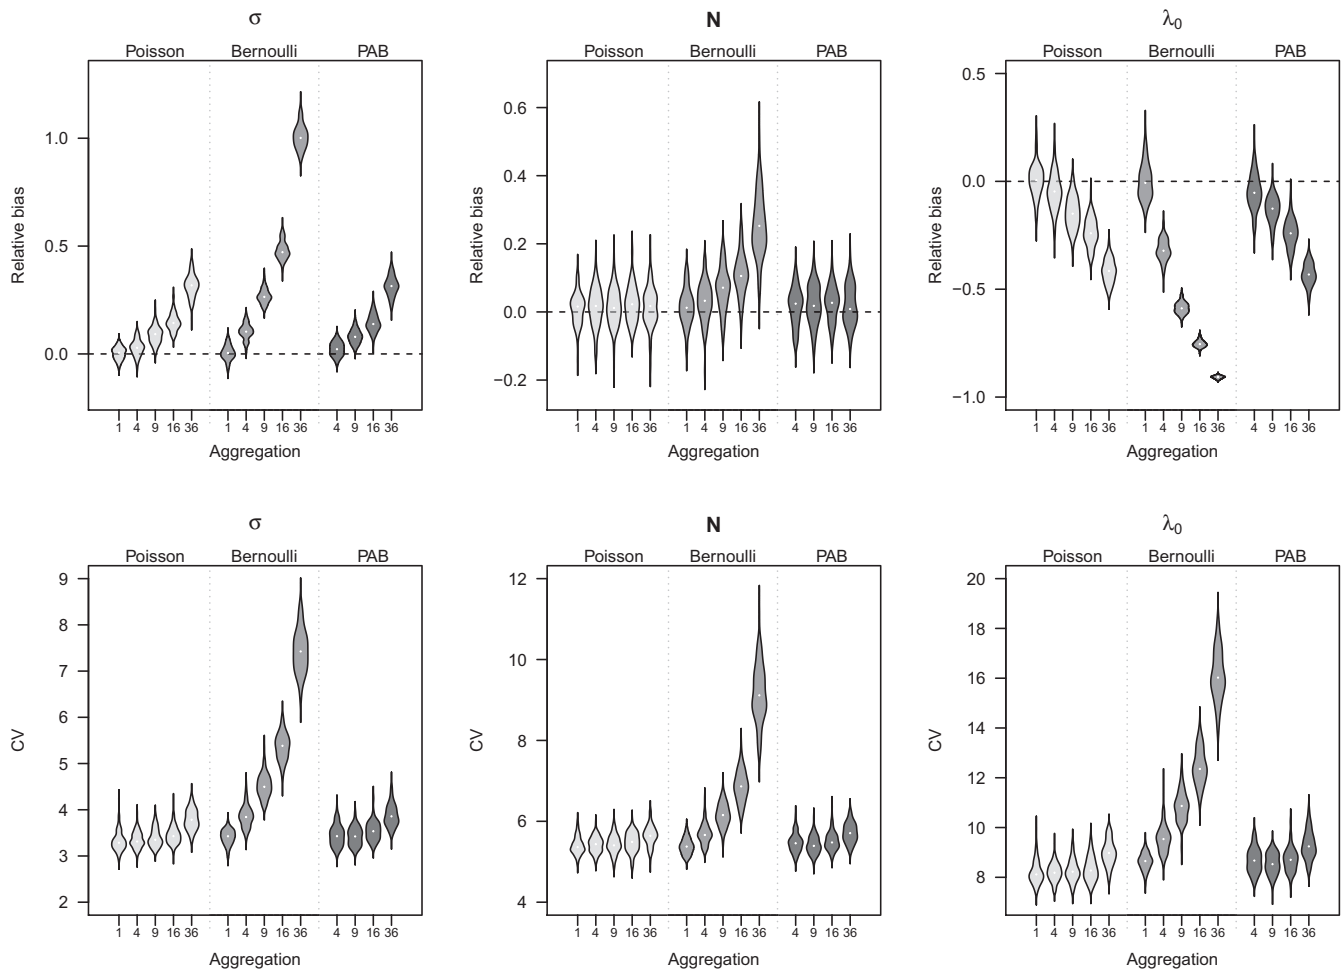 σ
Poisson Bernoulli PAB
Relative bias
1.0
0.5
0.0
1 4 9 16 36 1 4 9 16 36 4 9 16 36
Aggregation
N
Poisson Bernoulli PAB
Relative bias
0.6
0.4
0.2
0.0
−0.2
1 4 9 16 36 1 4 9 16 36 4 9 16 36
Aggregation
λ0
Poisson Bernoulli PAB
Relative bias
0.5
0.0
−0.5
−1.0
1 4 9 16 36 1 4 9 16 36 4 9 16 36
Aggregation
σ
Poisson Bernoulli PAB
CV
9
8
7
6
5
4
3
2
1 4 9 16 36 1 4 9 16 36 4 9 16 36
Aggregation
N
Poisson Bernoulli PAB
CV
12
10
8
6
4
1 4 9 16 36 1 4 9 16 36 4 9 16 36
Aggregation
λ0
Poisson Bernoulli PAB
CV
20
18
16
14
12
10
8
1 4 9 16 36 1 4 9 16 36 4 9 16 36
Aggregation